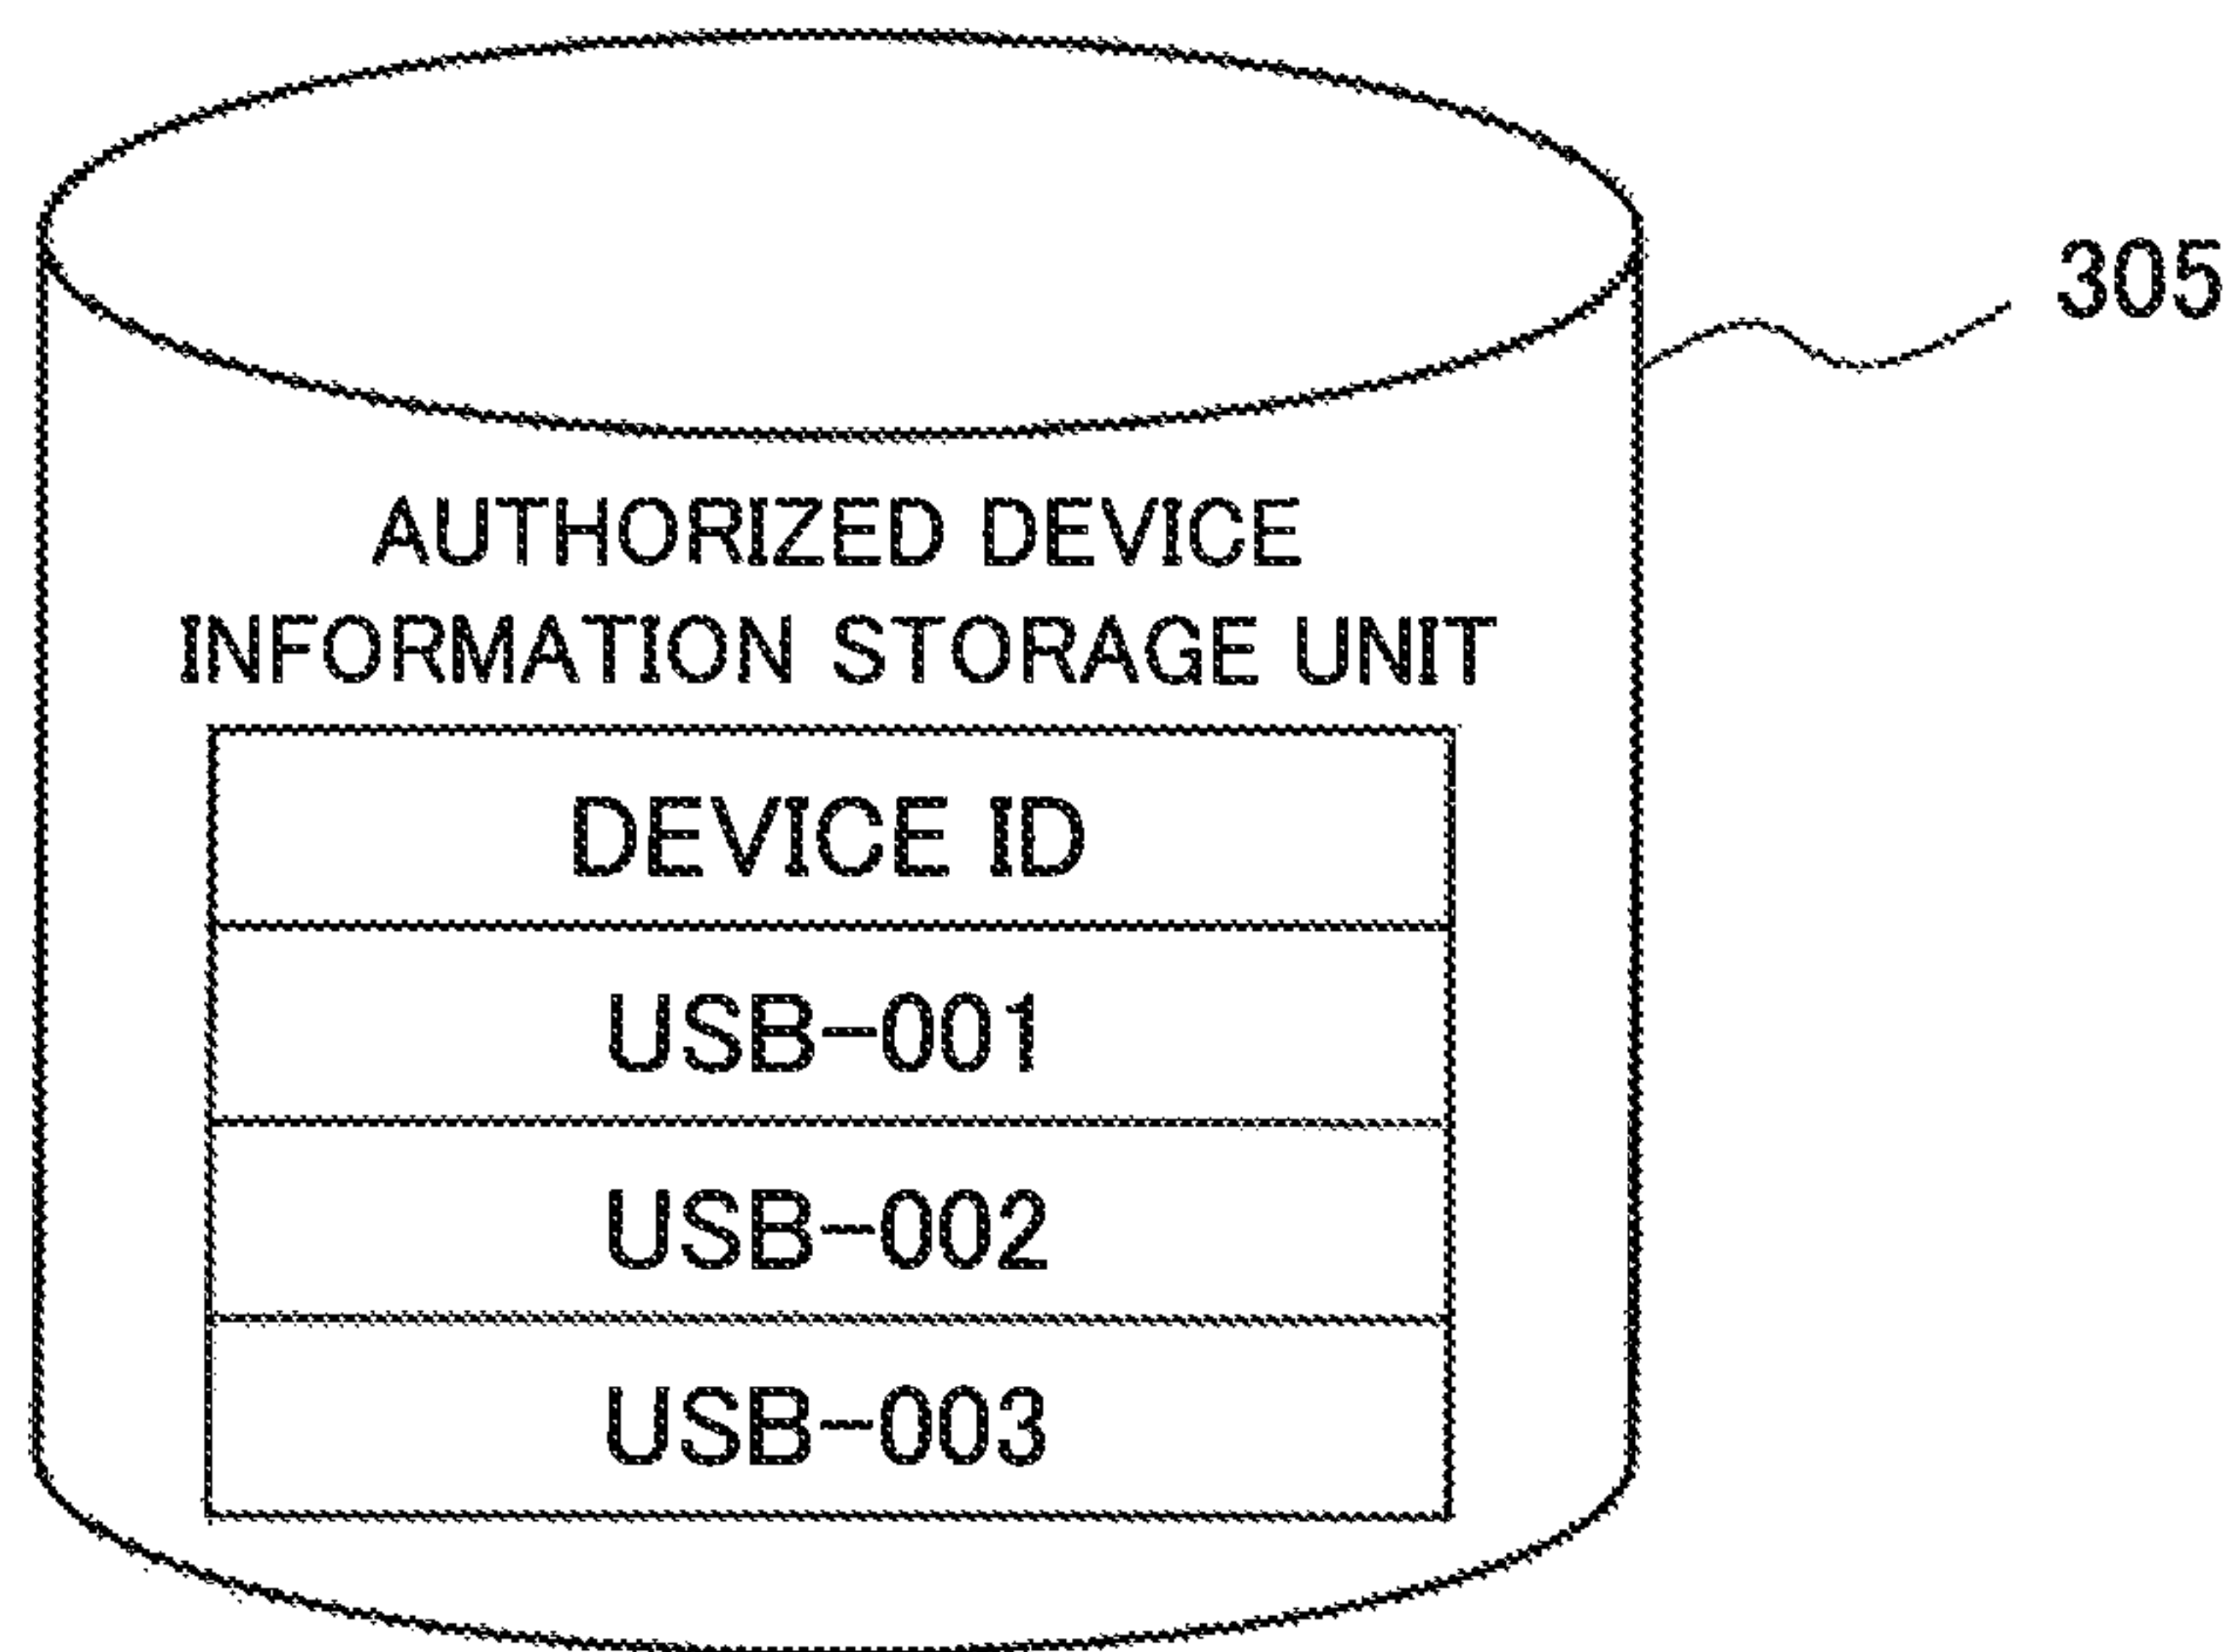 305
AUTHORIZED DEVICE
INFORMATION STORAGE UNIT
DEVICE ID
USB-001
USB-002
USB-003